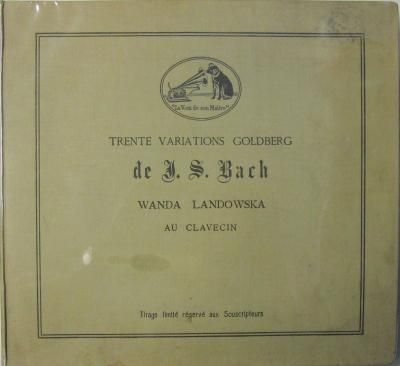 "La Voix de son Maître"
TRENTE VARIATIONS GOLDBERG
de J. S. Bach
WANDA LANDOWSKA
AU CLAVECIN
Tirage limité réservé aux Souscripteurs